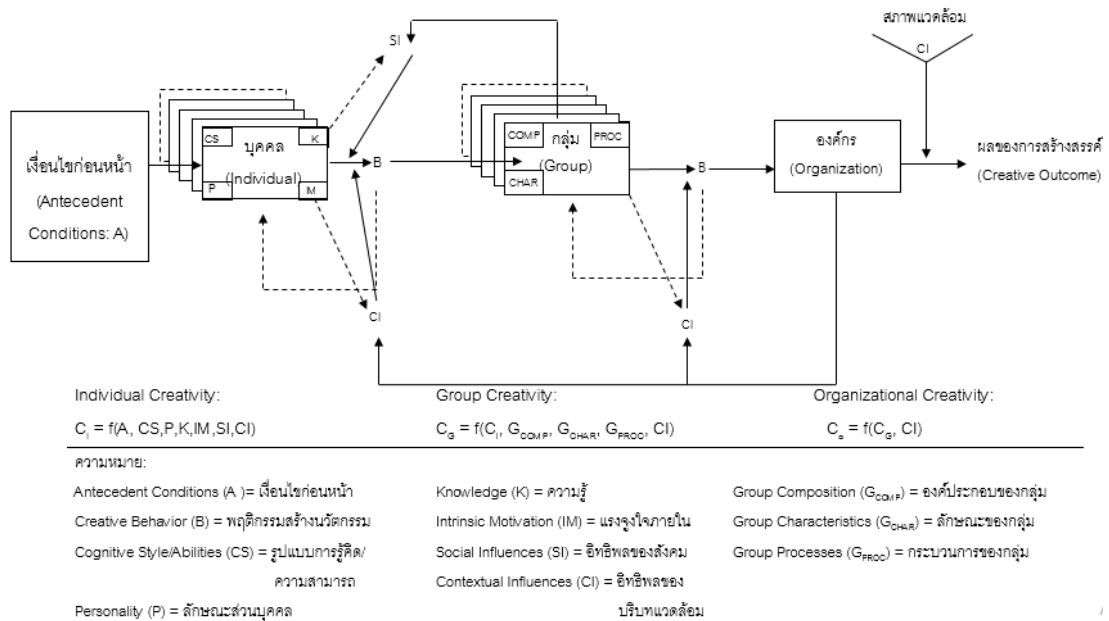 สภาพแวดล้อม
SI
CI
CS
K
บุคคล
(Individual)
P
M
B
COMP
กลุ่ม
PROC
(Group)
CHAR
B
เงื่อนไขก่อนหน้า
(Antecedent
Conditions: A)
องค์กร
(Organization)
ผลของการสร้างสรรค์
(Creative Outcome)
CI
CI
Individual Creativity:
Group Creativity:
Organizational Creativity:
C_I = f(A, CS,P,K,IM,SI,CI)
C_G = f(C_I, G_COMP, G_CHAR, G_PROC, CI)
C_o = f(C_G, CI)
ความหมาย:
Antecedent Conditions (A )= เงื่อนไขก่อนหน้า
Knowledge (K) = ความรู้
Group Composition (G_COMP) = องค์ประกอบของกลุ่ม
Creative Behavior (B) = พฤติกรรมสร้างนวัตกรรม
Intrinsic Motivation (IM) = แรงจูงใจภายใน
Group Characteristics (G_CHAR) = ลักษณะของกลุ่ม
Cognitive Style/Abilities (CS) = รูปแบบการรู้คิด/
Social Influences (SI) = อิทธิพลของสังคม
Group Processes (G_PROC) = กระบวนการของกลุ่ม
ความสามารถ
Contextual Influences (CI) = อิทธิพลของ
Personality (P) = ลักษณะส่วนบุคคล
บริบทแวดล้อม